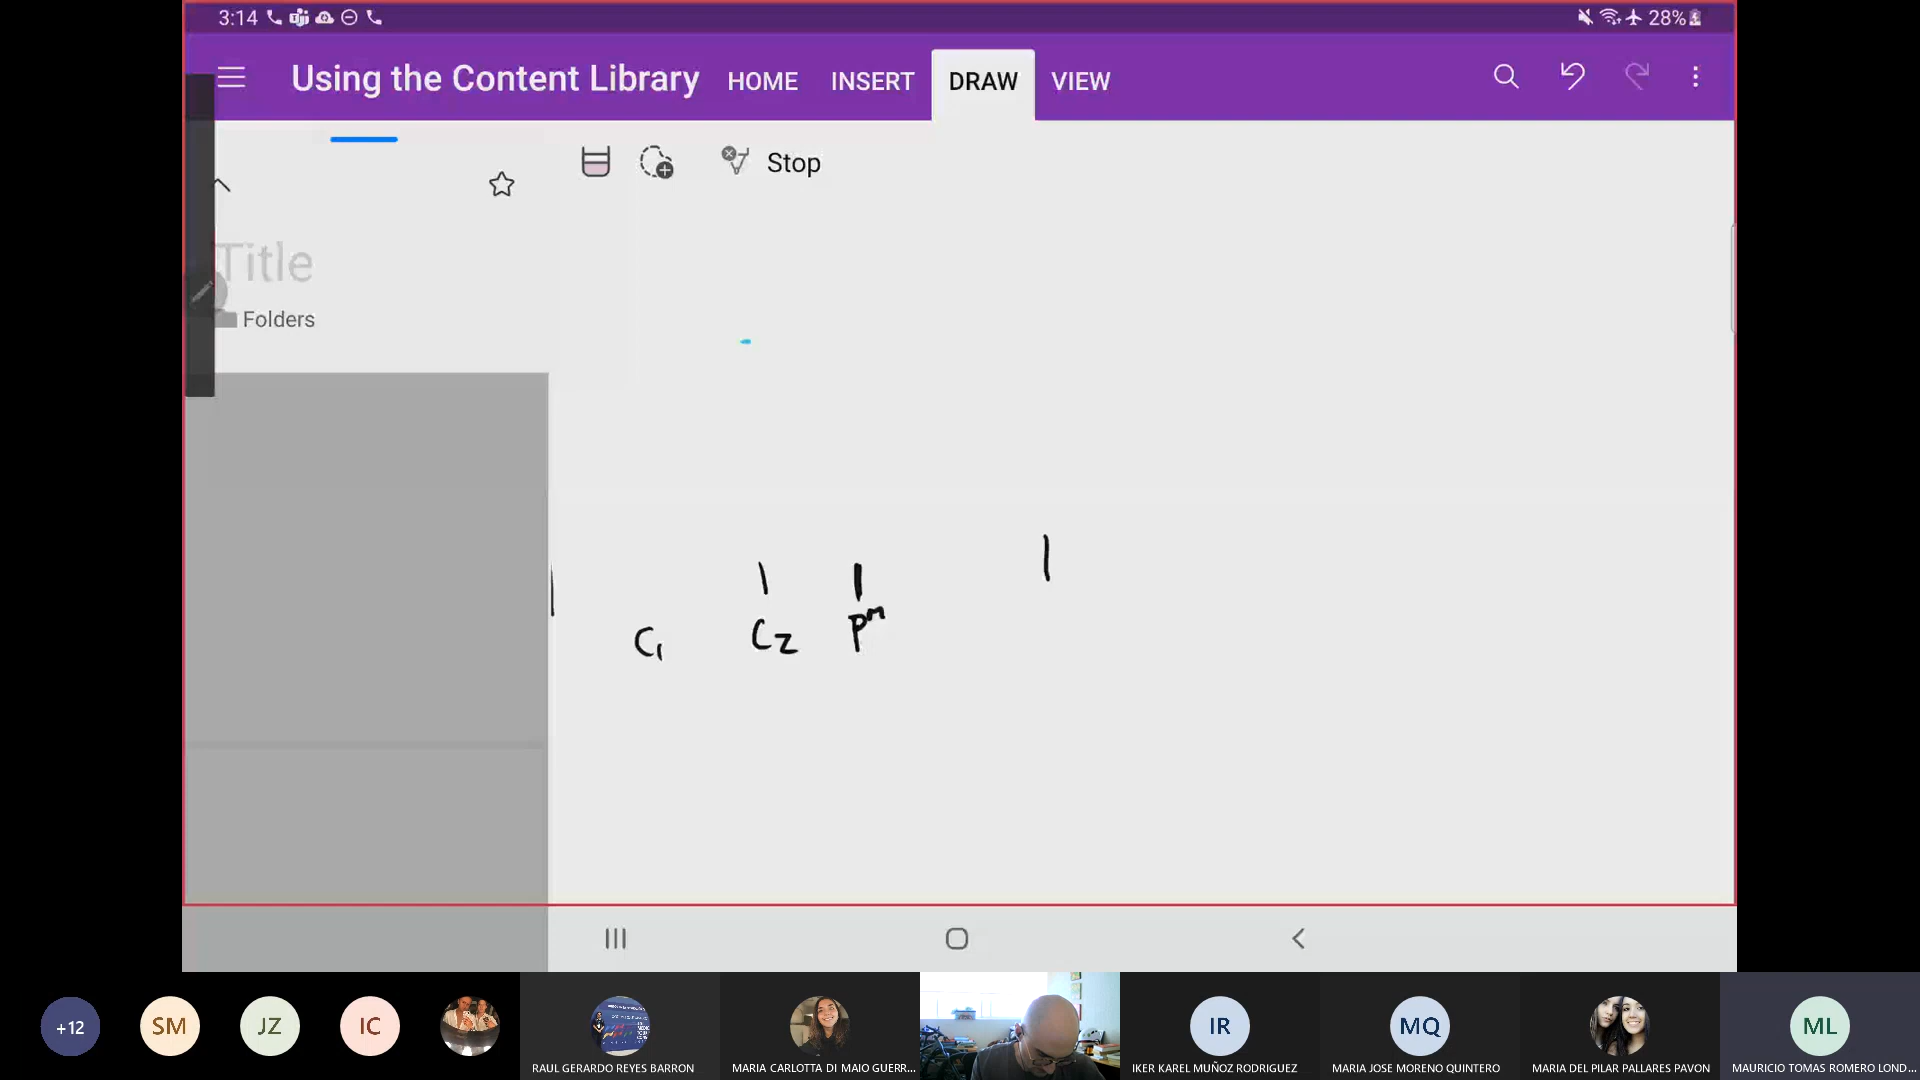 3:14 28%
Using the Content Library HOME INSERT DRAW VIEW
Stop
Title
Folders
C1 C2 Pm
+12 SM JZ IC IR MQ ML
RAUL GERARDO REYES BARRON MARIA CARLOTTA DI MAIO GUERR... IKER KAREL MUÑOZ RODRIGUEZ MARIA JOSE MORENO QUINTERO MARIA DEL PILAR PALLARES PAVON MAURICIO TOMAS ROMERO LOND...